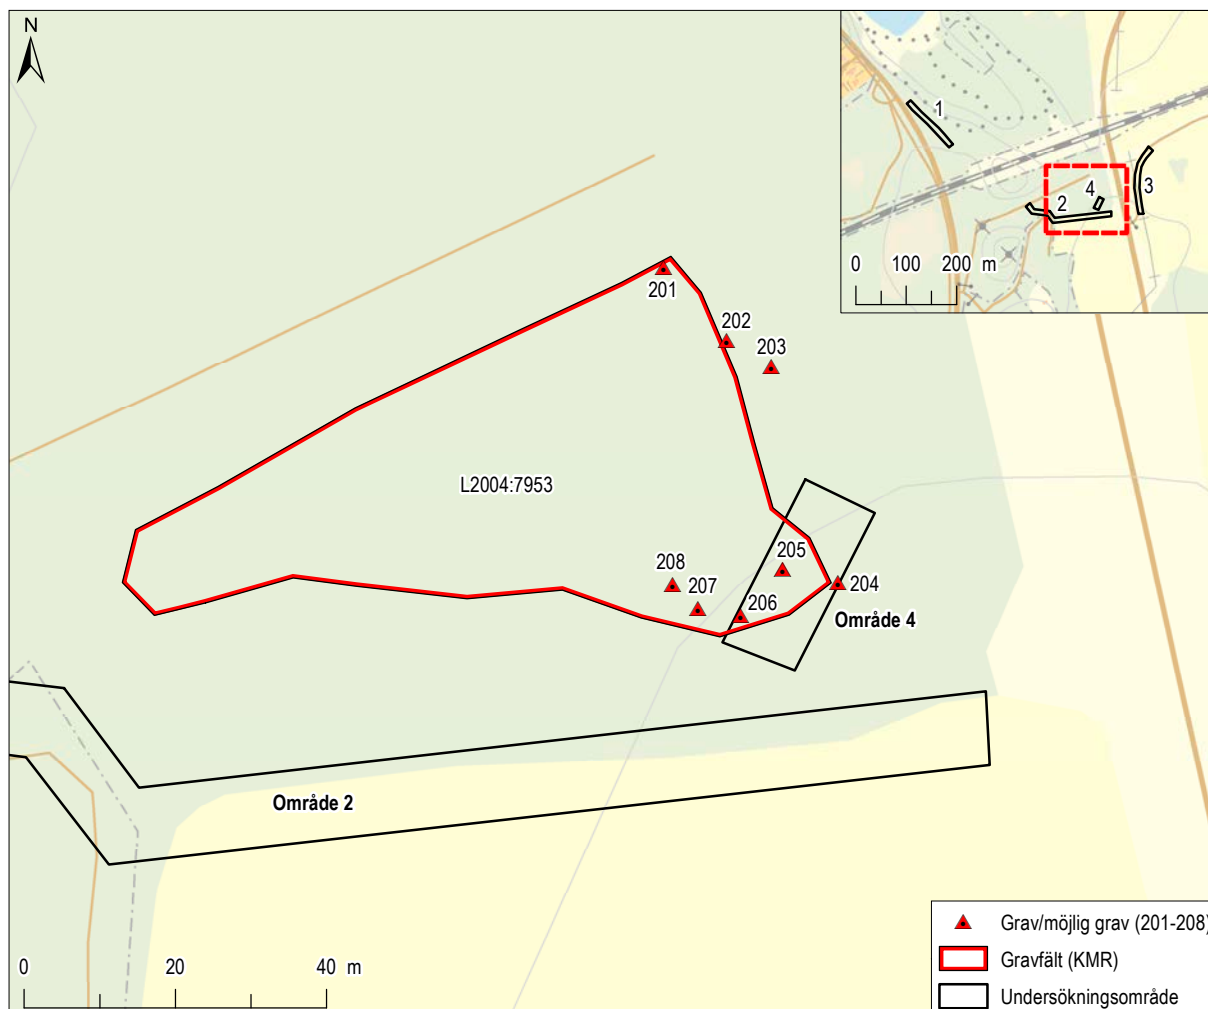 N
1
2
4
3
0 100 200 m
201
202
203
L2004:7953
205
208
204
207
206
Område 4
Område 2
0 20 40 m
Grav/möjlig grav (201-208)
Gravfält (KMR)
Undersökningsområde